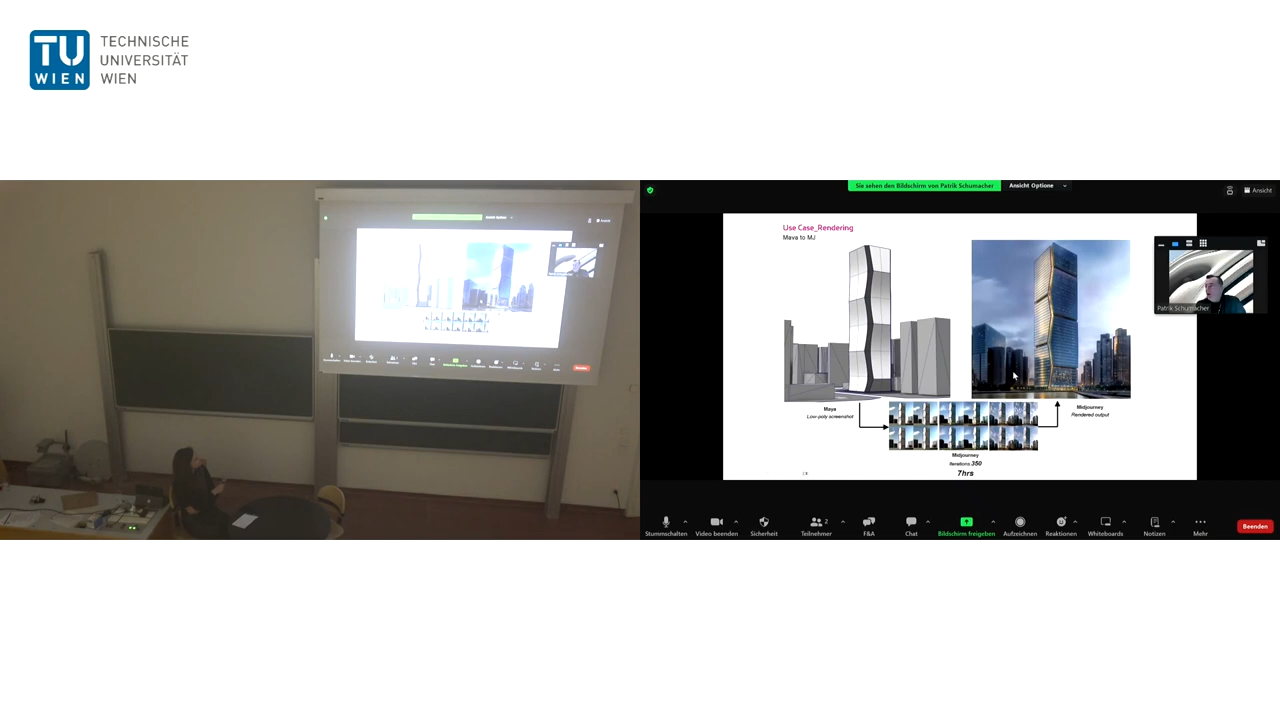 TU
WIEN
TECHNISCHE
UNIVERSITÄT
WIEN
Sie sehen den Bildschirm von Patrik Schumacher
Ansicht Optione
Ansicht
Use Case_Rendering
Maya to MJ
Patrik Schumacher
Maya
Low-poly screenshot
Midjourney
Rendered output
Midjourney
Iterations 350
7hrs
Stummschalten
Video beenden
Sicherheit
2
Teilnehmer
F&A
Chat
Bildschirm freigeben
Aufzeichnen
Reaktionen
Whiteboards
Notizen
Mehr
Beenden